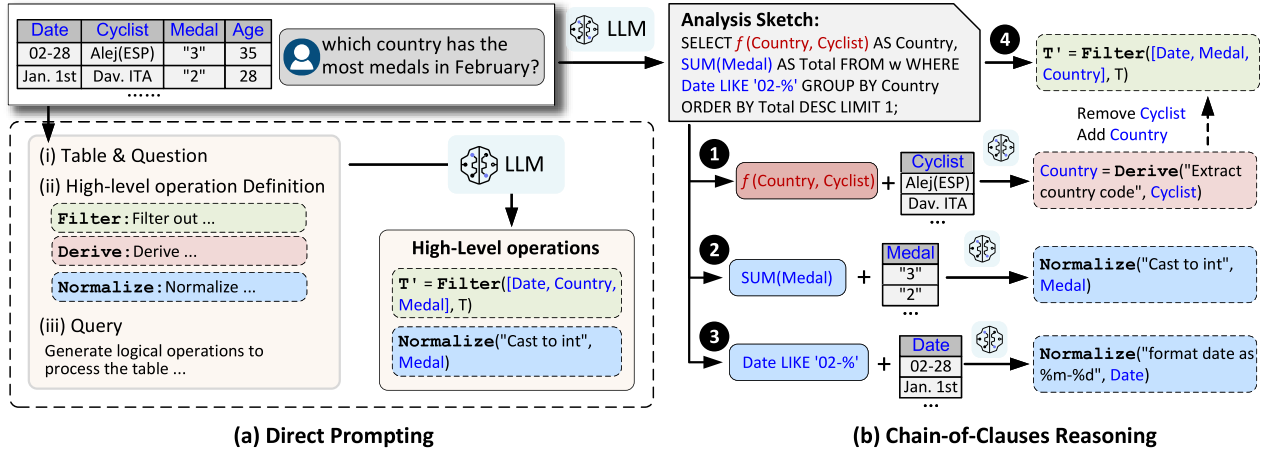 Date Cyclist Medal Age
02-28 Alej(ESP) "3" 35
Jan. 1st Dav. ITA "2" 28
......
which country has the
most medals in February?
LLM
(i) Table & Question
(ii) High-level operation Definition
Filter: Filter out ...
Derive: Derive ...
Normalize: Normalize ...
(iii) Query
Generate logical operations to
process the table ...
LLM
High-Level operations
T' = Filter([Date, Country,
Medal], T)
Normalize("Cast to int",
Medal)
(a) Direct Prompting
Analysis Sketch:
SELECT f (Country, Cyclist) AS Country,
SUM(Medal) AS Total FROM w WHERE
Date LIKE '02-%' GROUP BY Country
ORDER BY Total DESC LIMIT 1;
4
T' = Filter([Date, Medal,
Country], T)
Remove Cyclist
Add Country
1
f (Country, Cyclist)
+
Cyclist
Alej(ESP)
Dav. ITA
...
Country = Derive("Extract
country code", Cyclist)
2
SUM(Medal)
+
Medal
"3"
"2"
...
Normalize("Cast to int",
Medal)
3
Date LIKE '02-%'
+
Date
02-28
Jan. 1st
...
Normalize("format date as
%m-%d", Date)
(b) Chain-of-Clauses Reasoning